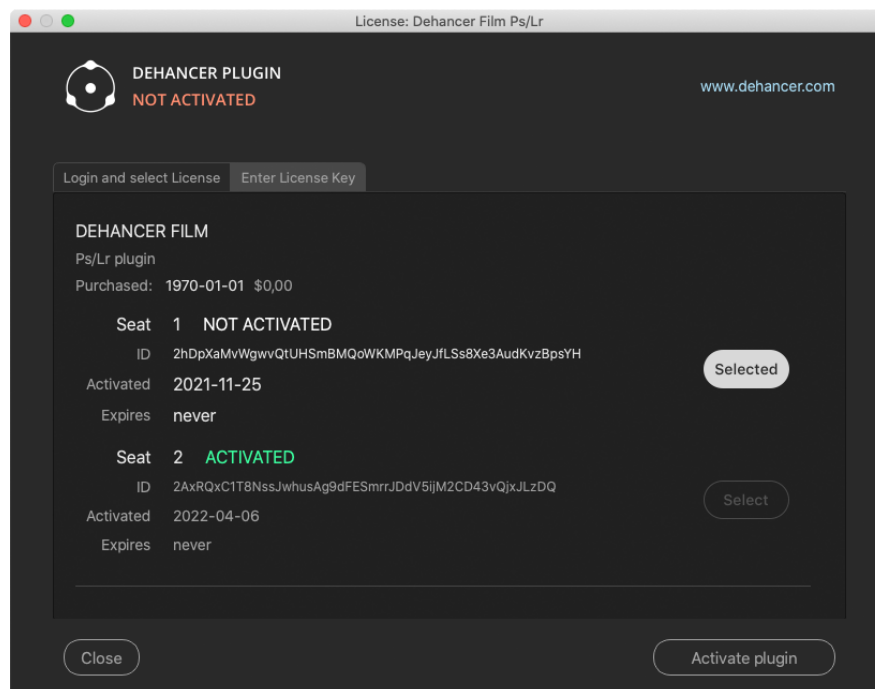 License: Dehancer Film Ps/Lr
DEHANCER PLUGIN
NOT ACTIVATED
www.dehancer.com
Login and select License Enter License Key
DEHANCER FILM
Ps/Lr plugin
Purchased: 1970-01-01 $0,00
Seat 1 NOT ACTIVATED
ID 2hDpXaMvWgwvQtUHSmBMQoWKMPqJeyJfLSs8Xe3AudKvzBpsYH
Selected
Activated 2021-11-25
Expires never
Seat 2 ACTIVATED
ID 2AxRQxC1T8NssJwhusAg9dFESmrrJDdV5ijM2CD43vQjxJLzDQ
Select
Activated 2022-04-06
Expires never
Close Activate plugin